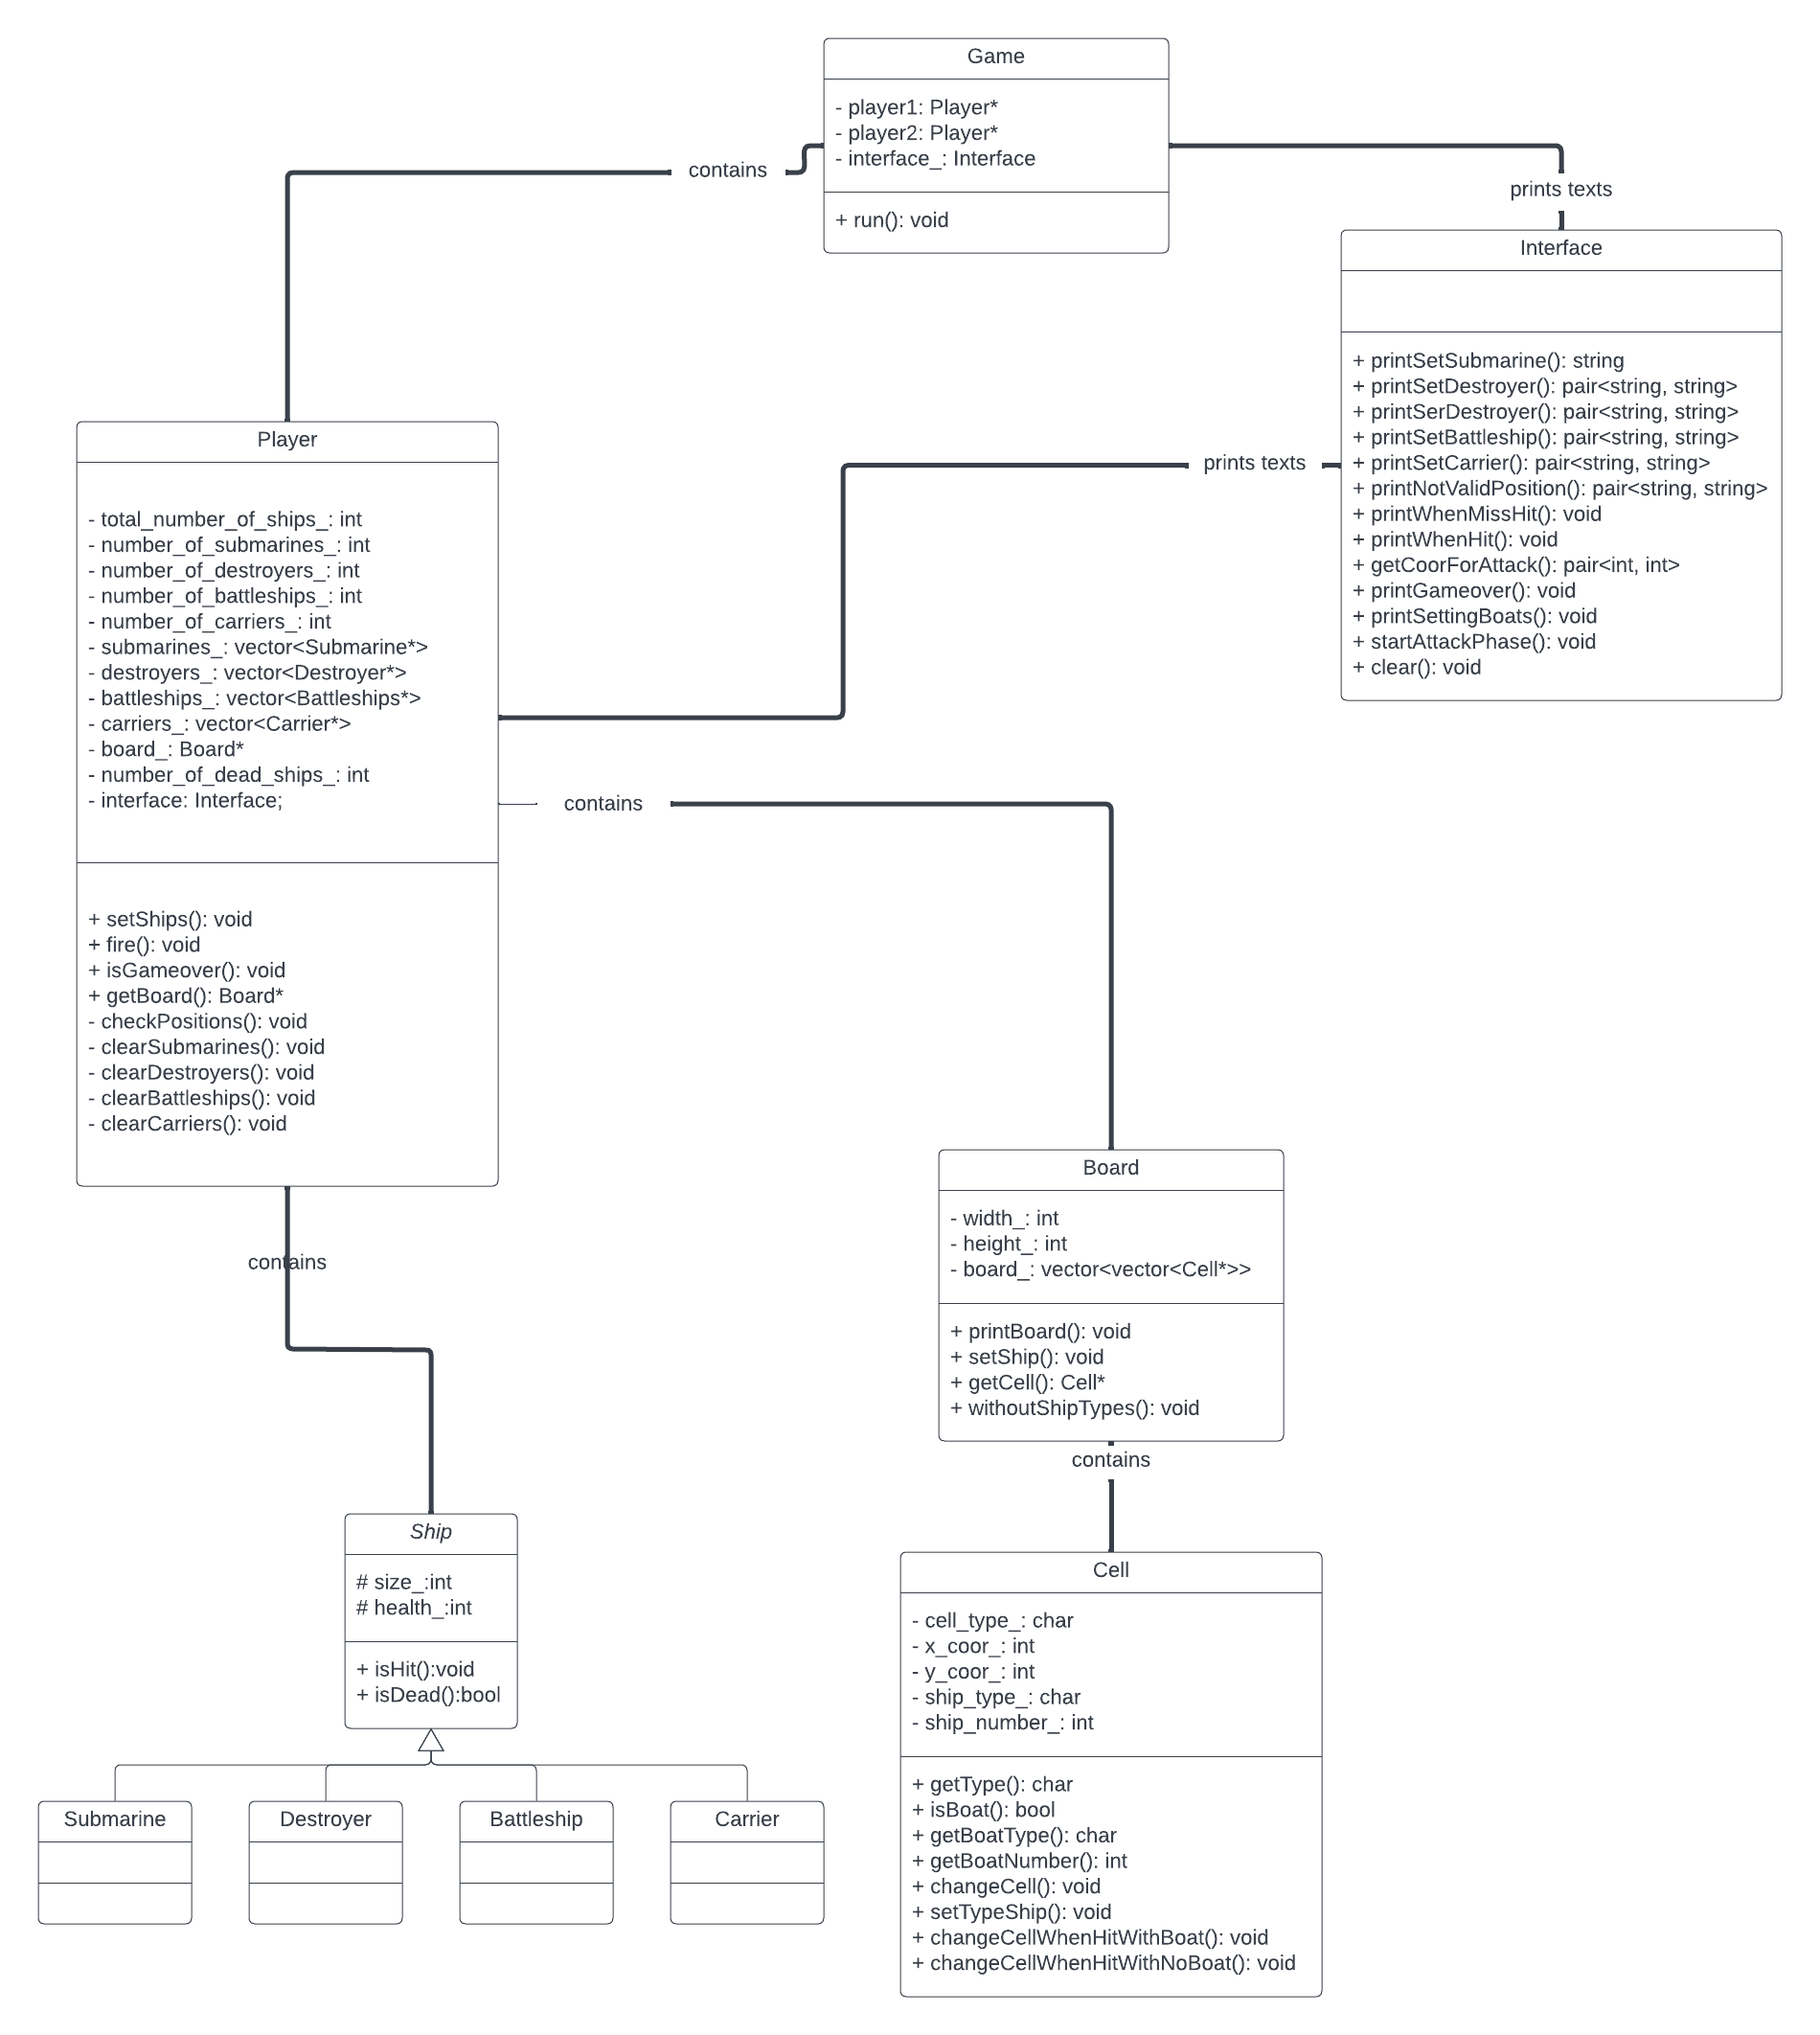 Game
- player1: Player*
- player2: Player*
- interface_: Interface
+ run(): void
contains
prints texts
Interface
+ printSetSubmarine(): string
+ printSetDestroyer(): pair<string, string>
+ printSerDestroyer(): pair<string, string>
+ printSetBattleship(): pair<string, string>
+ printSetCarrier(): pair<string, string>
+ printNotValidPosition(): pair<string, string>
+ printWhenMissHit(): void
+ printWhenHit(): void
+ getCoorForAttack(): pair<int, int>
+ printGameover(): void
+ printSettingBoats(): void
+ startAttackPhase(): void
+ clear(): void
prints texts
Player
- total_number_of_ships_: int
- number_of_submarines_: int
- number_of_destroyers_: int
- number_of_battleships_: int
- number_of_carriers_: int
- submarines_: vector<Submarine*>
- destroyers_: vector<Destroyer*>
- battleships_: vector<Battleships*>
- carriers_: vector<Carrier*>
- board_: Board*
- number_of_dead_ships_: int
- interface: Interface;
+ setShips(): void
+ fire(): void
+ isGameover(): void
+ getBoard(): Board*
- checkPositions(): void
- clearSubmarines(): void
- clearDestroyers(): void
- clearBattleships(): void
- clearCarriers(): void
contains
contains
Board
- width_: int
- height_: int
- board_: vector<vector<Cell*>>
+ printBoard(): void
+ setShip(): void
+ getCell(): Cell*
+ withoutShipTypes(): void
contains
Ship
# size_:int
# health_:int
+ isHit():void
+ isDead():bool
Submarine
Destroyer
Battleship
Carrier
Cell
- cell_type_: char
- x_coor_: int
- y_coor_: int
- ship_type_: char
- ship_number_: int
+ getType(): char
+ isBoat(): bool
+ getBoatType(): char
+ getBoatNumber(): int
+ changeCell(): void
+ setTypeShip(): void
+ changeCellWhenHitWithBoat(): void
+ changeCellWhenHitWithNoBoat(): void